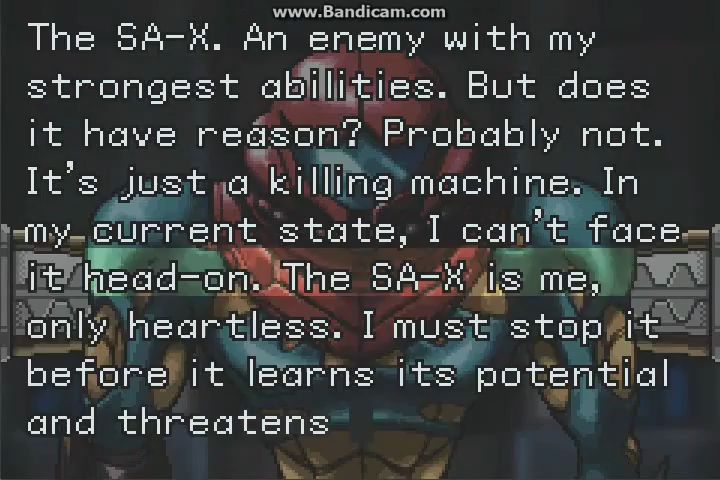 www.Bandicam.com
The SA-X. An enemy with my
strongest abilities. But does
it have reason? Probably not.
It's just a killing machine. In
my current state, I can't face
it head-on. The SA-X is me,
only heartless. I must stop it
before it learns its potential
and threatens